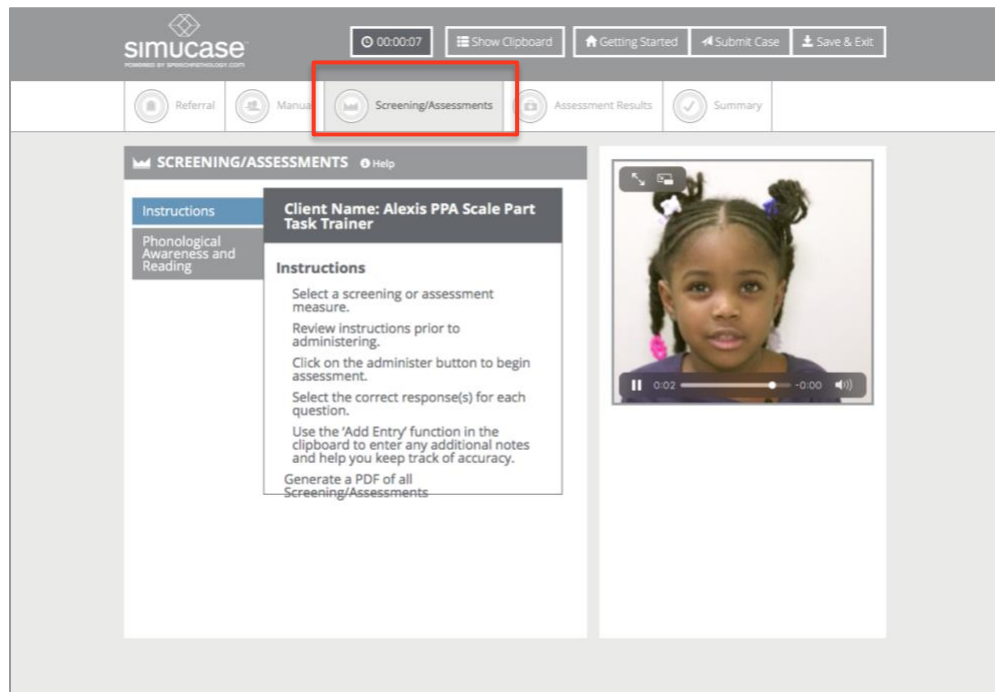 simucase
POWERED BY SPEECHPATHOLOGY.COM
00:00:07
Show Clipboard
Getting Started
Submit Case
Save & Exit
Referral
Manual
Screening/Assessments
Assessment Results
Summary
SCREENING/ASSESSMENTS Help
Instructions
Phonological
Awareness and
Reading
Client Name: Alexis PPA Scale Part
Task Trainer
Instructions
Select a screening or assessment
measure.
Review instructions prior to
administering.
Click on the administer button to begin
assessment.
Select the correct response(s) for each
question.
Use the 'Add Entry' function in the
clipboard to enter any additional notes
and help you keep track of accuracy.
Generate a PDF of all
Screening/Assessments
0:02
-0:00